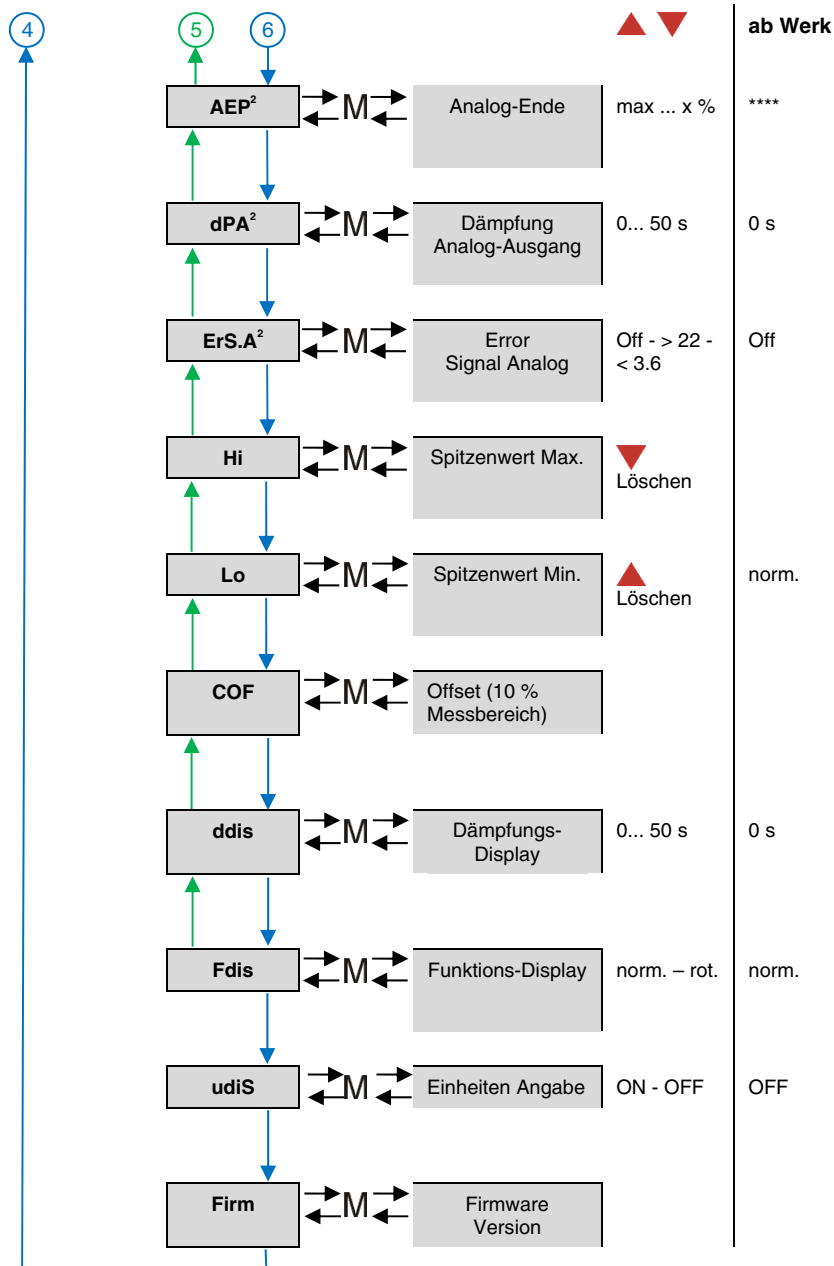 4 5 6 ab Werk
AEP² M Analog-Ende max ... x % ****
dPA² M Dämpfung
Analog-Ausgang 0... 50 s 0 s
ErS.A² M Error
Signal Analog Off - > 22 -
< 3.6 Off
Hi M Spitzenwert Max. Löschen
Lo M Spitzenwert Min. Löschen norm.
COF M Offset (10 %
Messbereich)
ddis M Dämpfungs-
Display 0... 50 s 0 s
Fdis M Funktions-Display norm. – rot. norm.
udiS M Einheiten Angabe ON - OFF OFF
Firm M Firmware
Version